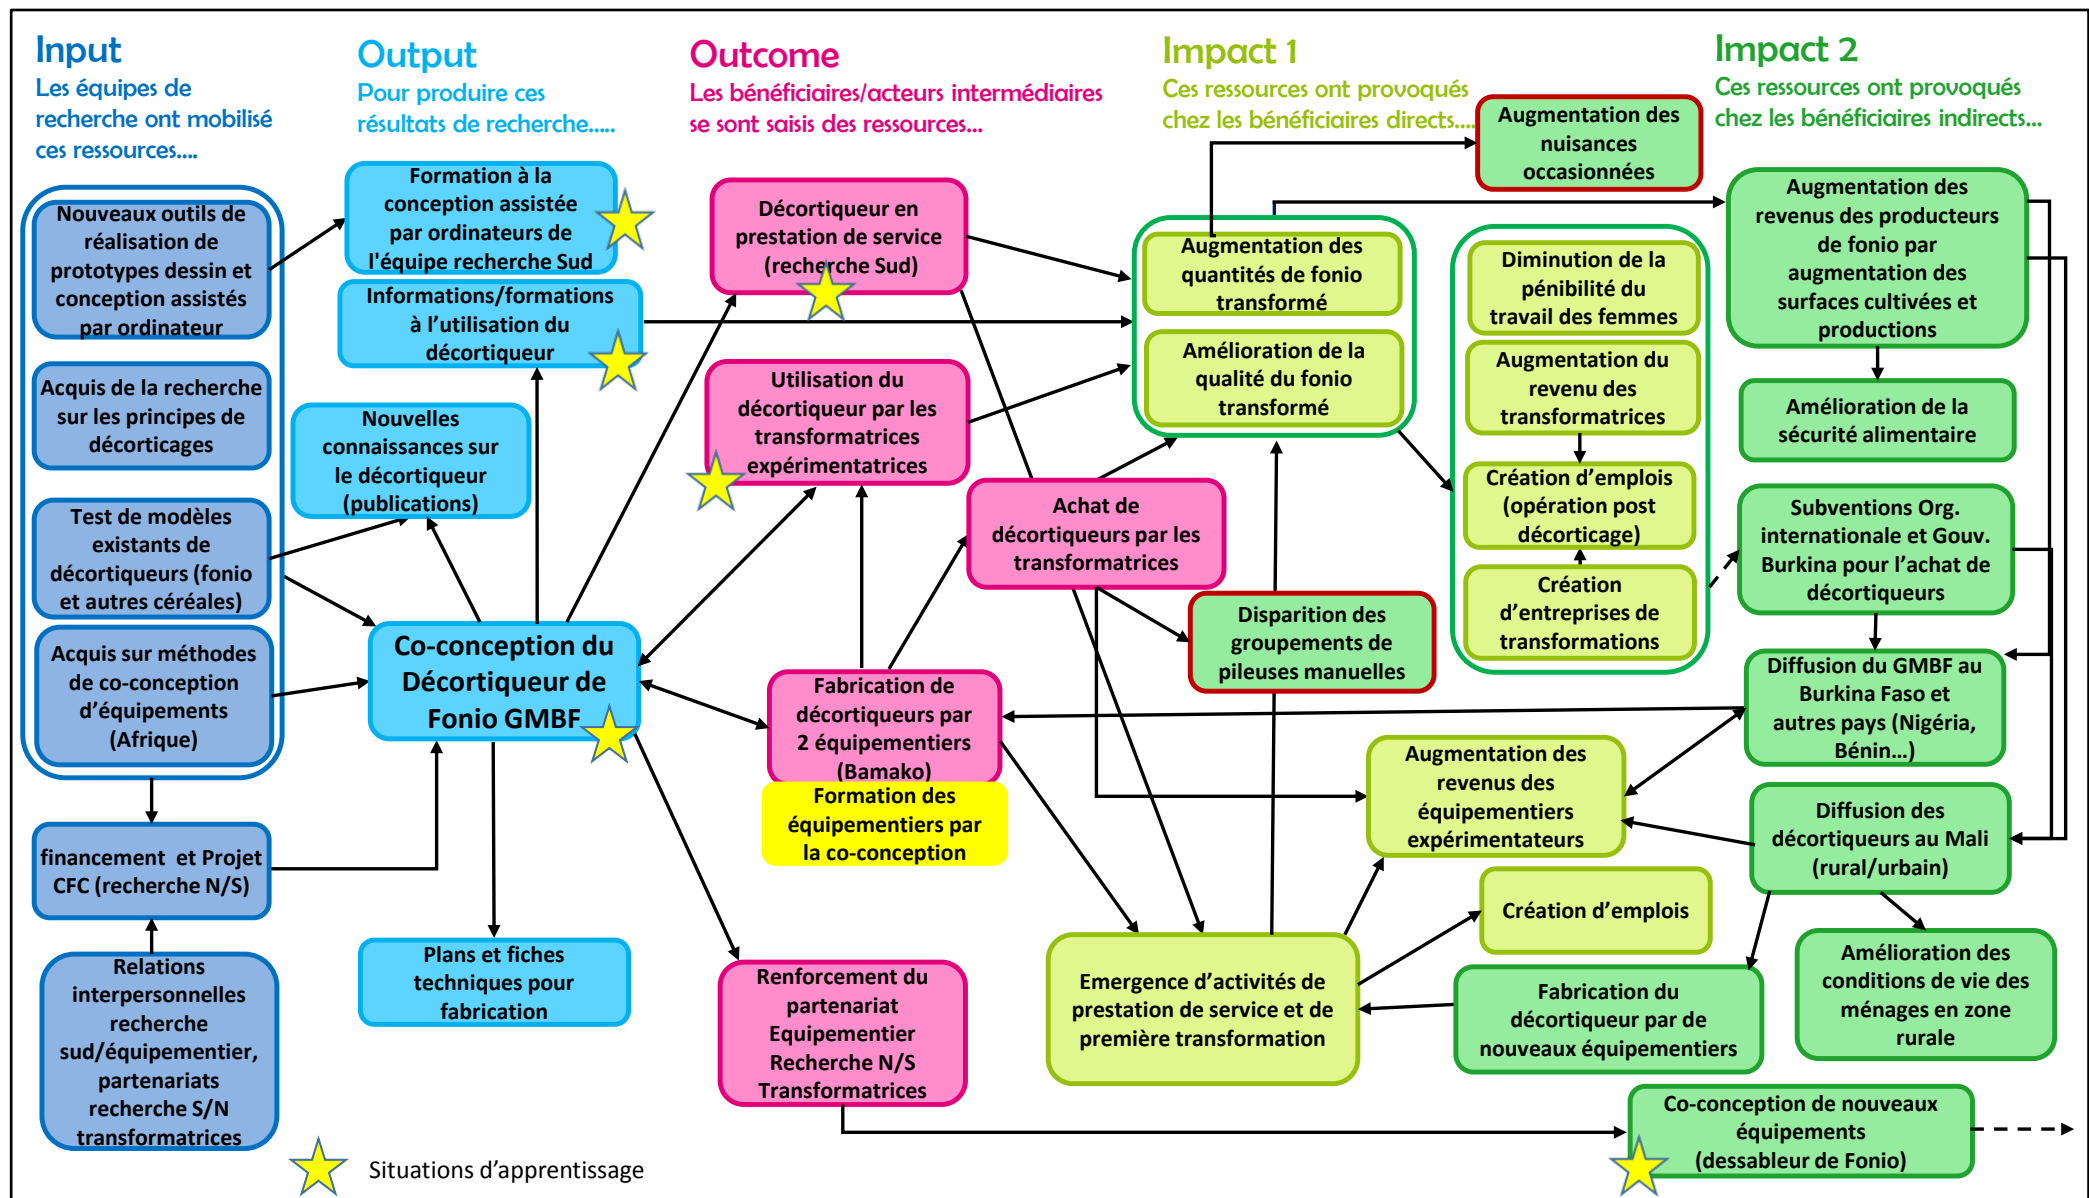 Input
Les équipes de
recherche ont mobilisé
ces ressources....
Nouveaux outils de
réalisation de
prototypes dessin et
conception assistés
par ordinateur
Acquis de la recherche
sur les principes de
décorticages
Test de modèles
existants de
décortiqueurs (fonio
et autres céréales)
Acquis sur méthodes
de co-conception
d'équipements
(Afrique)
financement et Projet
CFC (recherche N/S)
Relations
interpersonnelles
recherche
sud/équipementier,
partenariats
recherche S/N
transformatrices
Output
Pour produire ces
résultats de recherche.....
Formation à la
conception assistée
par ordinateurs de
l'équipe recherche Sud
Informations/formations
à l’utilisation du
décortiqueur
Nouvelles
connaissances sur
le décortiqueur
(publications)
Co-conception du
Décortiqueur de
Fonio GMBF
Plans et fiches
techniques pour
fabrication
Outcome
Les bénéficiaires/acteurs intermédiaires
se sont saisis des ressources...
Décortiqueur en
prestation de service
(recherche Sud)
Utilisation du
décortiqueur par les
transformatrices
expérimentatrices
Achat de
décortiqueurs par les
transformatrices
Fabrication de
décortiqueurs par
2 équipementiers
(Bamako)
Formation des
équipementiers par
la co-conception
Renforcement du
partenariat
Equipementier
Recherche N/S
Transformatrices
Impact 1
Ces ressources ont provoqués
chez les bénéficiaires directs....
Augmentation des
nuisances
occasionnées
Augmentation des
quantités de fonio
transformé
Amélioration de la
qualité du fonio
transformé
Diminution de la
pénibilité du
travail des femmes
Augmentation du
revenu des
transformatrices
Création d’emplois
(opération post
décorticage)
Création
d’entreprises de
transformations
Disparition des
groupements de
pileuses manuelles
Augmentation des
revenus des
équipementiers
expérimentateurs
Création d’emplois
Emergence d’activités de
prestation de service et de
première transformation
Impact 2
Ces ressources ont provoqués
chez les bénéficiaires indirects...
Augmentation des
revenus des producteurs
de fonio par
augmentation des
surfaces cultivées et
productions
Amélioration de la
sécurité alimentaire
Subventions Org.
internationale et Gouv.
Burkina pour l’achat de
décortiqueurs
Diffusion du GMBF au
Burkina Faso et
autres pays (Nigéria,
Bénin...)
Diffusion des
décortiqueurs au Mali
(rural/urbain)
Fabrication du
décortiqueur par de
nouveaux équipementiers
Amélioration des
conditions de vie des
ménages en zone
rurale
Co-conception de nouveaux
équipements
(dessableur de Fonio)
Situations d’apprentissage